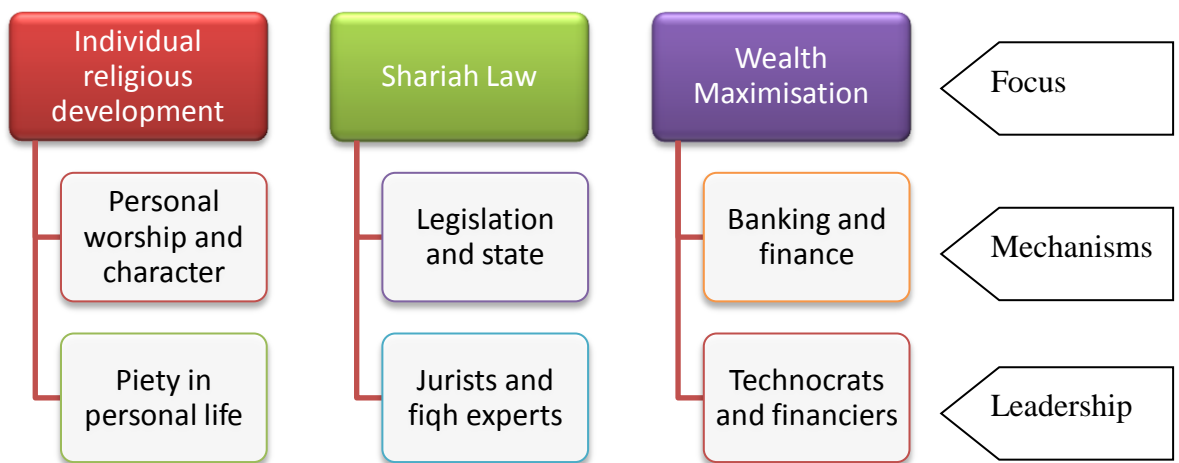 Individual
religious
development
Shariah Law
Wealth
Maximisation
Focus
Personal
worship and
character
Legislation
and state
Banking and
finance
Mechanisms
Piety in
personal life
Jurists and
fiqh experts
Technocrats
and financiers
Leadership